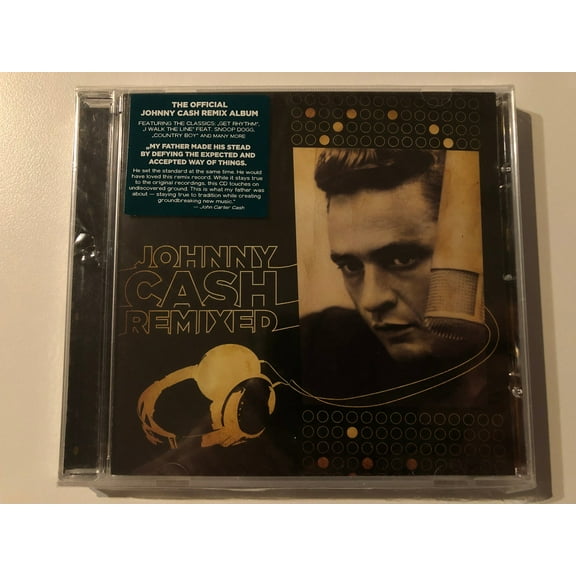 THE OFFICIAL
JOHNNY CASH REMIX ALBUM
FEATURING THE CLASSICS: „GET RHYTHM",
„I WALK THE LINE" FEAT. SNOOP DOGG,
„COUNTRY BOY" AND MANY MORE
„MY FATHER MADE HIS STEAD
BY DEFYING THE EXPECTED AND
ACCEPTED WAY OF THINGS.
He set the standard at the same time. He would
have loved this remix record. While it stays true
to the original recordings, this CD touches on
undiscovered ground. This is what my father was
about — staying true to tradition while creating
groundbreaking new music."
— John Carter Cash
JOHNNY
CASH
REMIXED